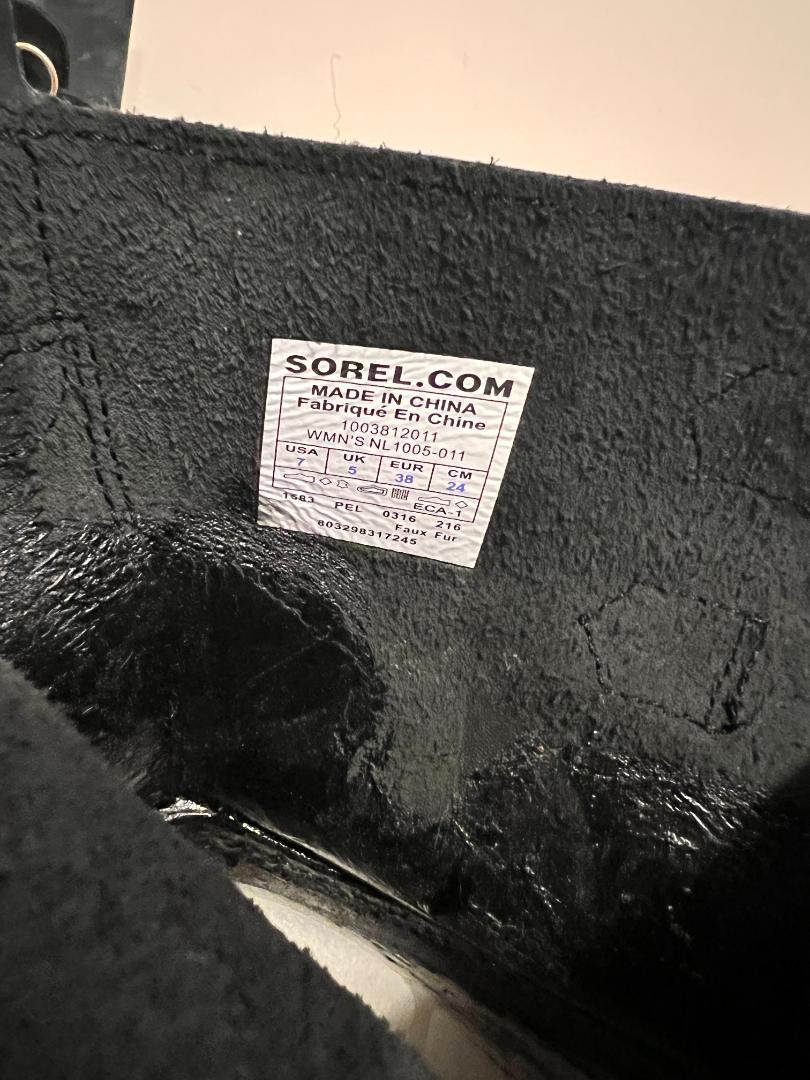 SOREL.COM
MADE IN CHINA
Fabriqué En Chine
1003812011
WMN'S NL1005-011
USA UK EUR CM
7 5 38 24
ECA-1
1583 PEL 0316 216
Faux Fur
803298317245